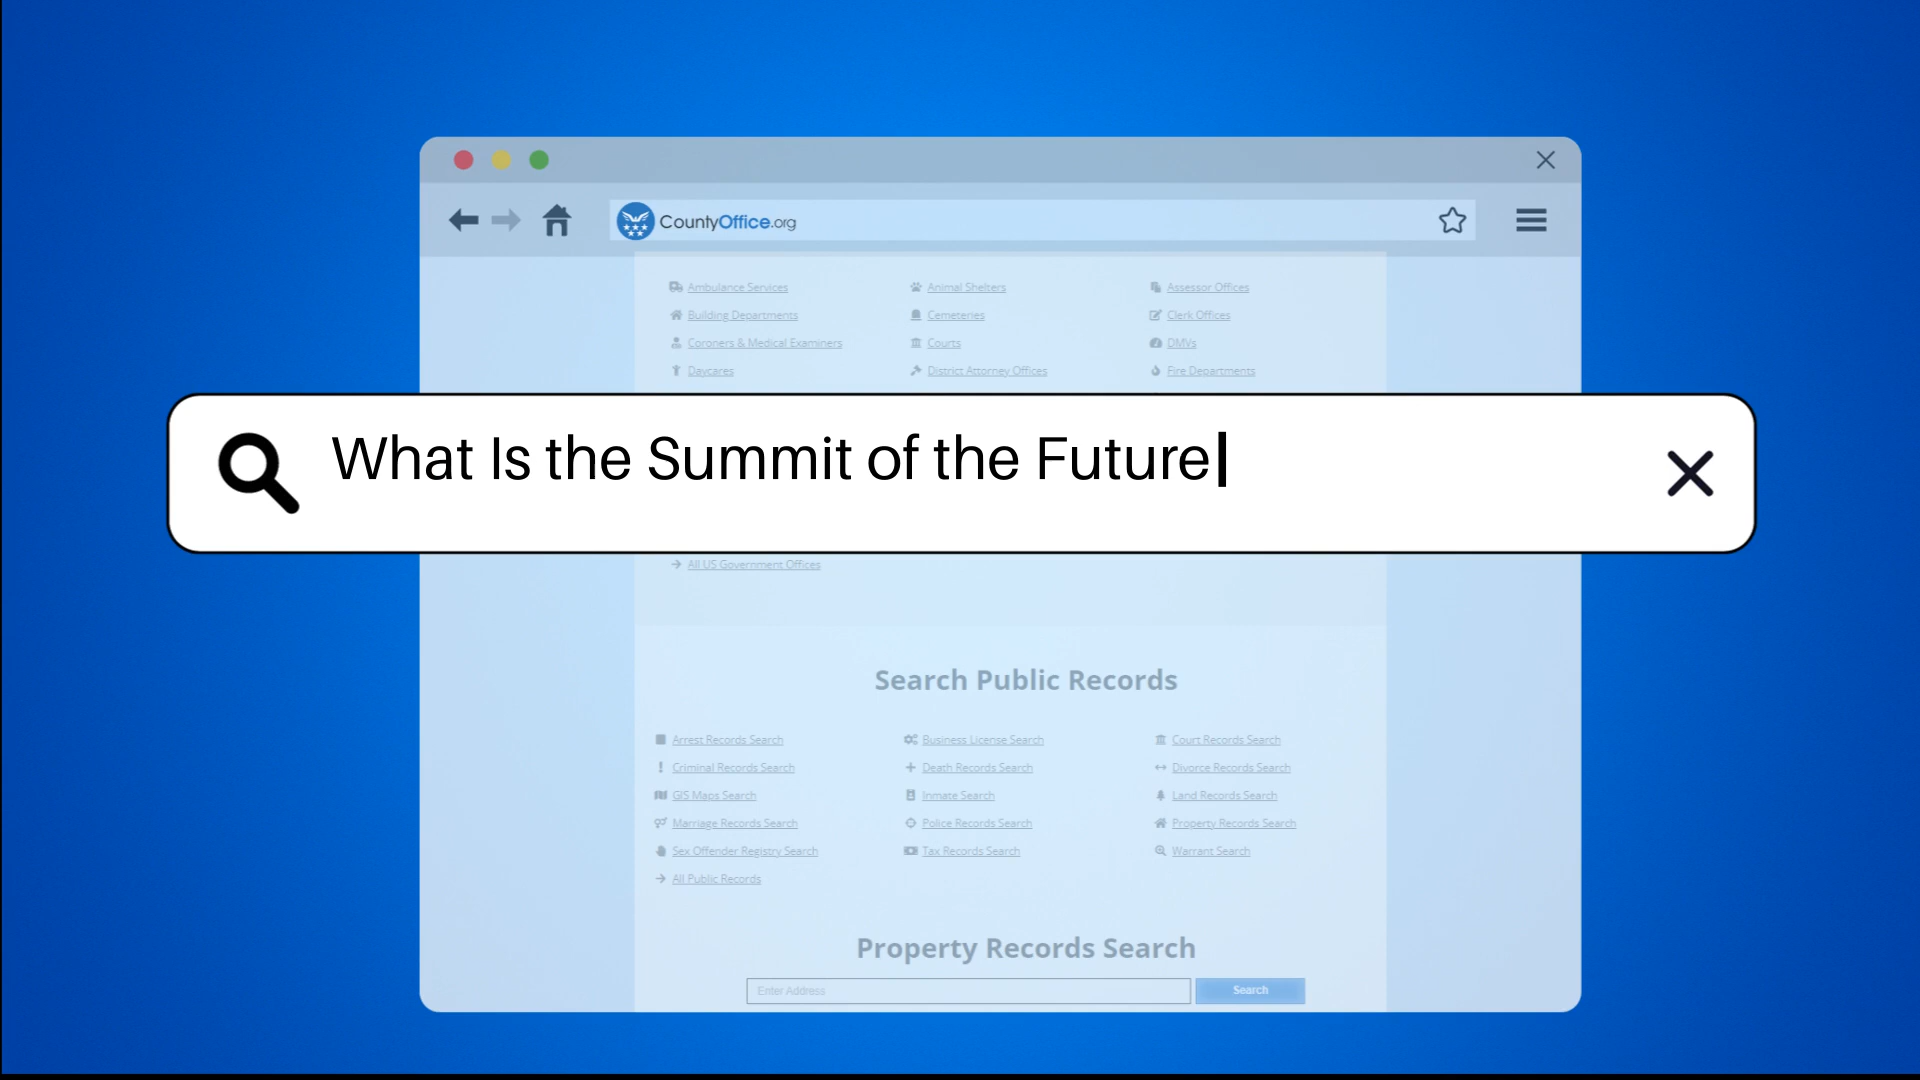 CountyOffice.org
Ambulance Services Animal Shelters Assessor Offices
Building Departments Cemeteries Clerk Offices
Coroners & Medical Examiners Courts DMVs
Daycares District Attorney Offices Fire Departments
What Is the Summit of the Future
All US Government Offices
Search Public Records
Arrest Records Search Business License Search Court Records Search
Criminal Records Search Death Records Search Divorce Records Search
GIS Maps Search Inmate Search Land Records Search
Marriage Records Search Police Records Search Property Records Search
Sex Offender Registry Search Tax Records Search Warrant Search
All Public Records
Property Records Search
Enter Address Search